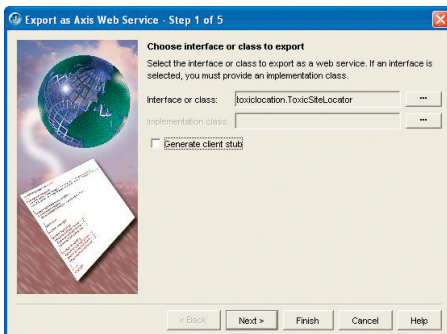 Export as Axis Web Service - Step 1 of 5
Choose interface or class to export
Select the interface or class to export as a web service. If an interface is
selected, you must provide an implementation class.
Interface or class: toxiclocation.ToxicSiteLocator ...
Implementation class: ...
Generate client stub
< Back Next > Finish Cancel Help